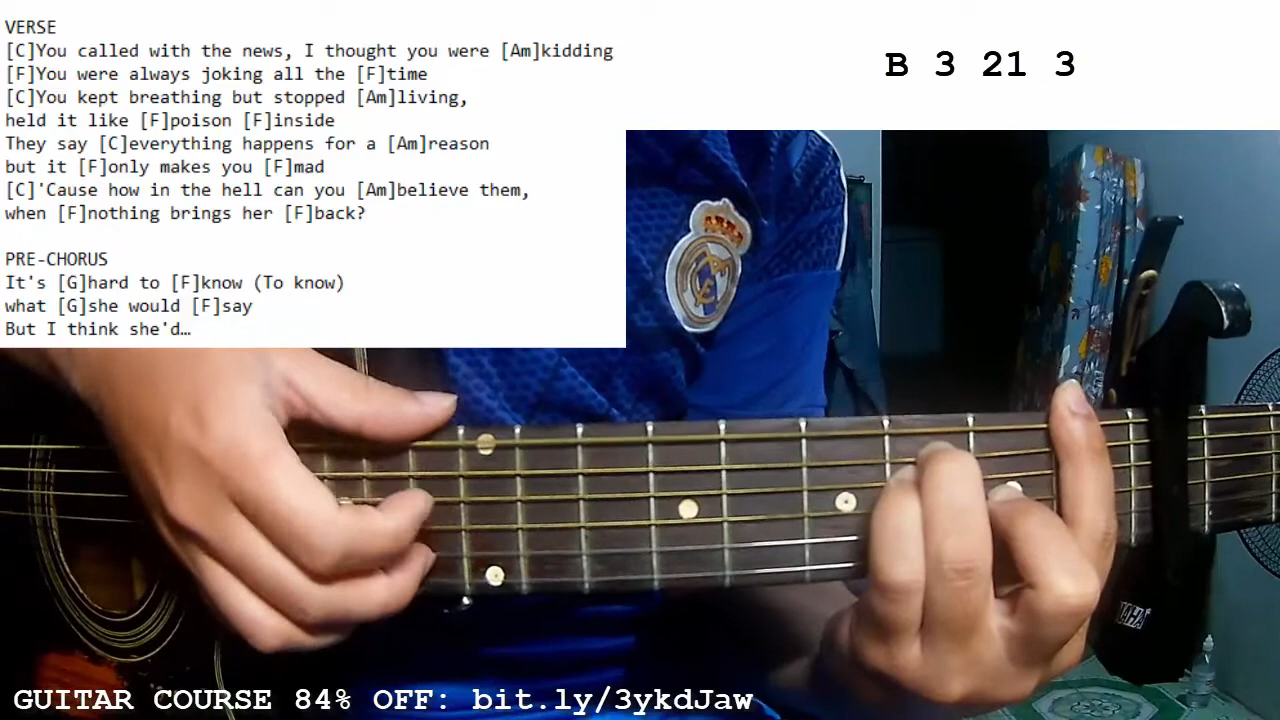 VERSE
[C]You called with the news, I thought you were [Am]kidding
[F]You were always joking all the [F]time
[C]You kept breathing but stopped [Am]living,
held it like [F]poison [F]inside
They say [C]everything happens for a [Am]reason
but it [F]only makes you [F]mad
[C]'Cause how in the hell can you [Am]believe them,
when [F]nothing brings her [F]back?
PRE-CHORUS
It's [G]hard to [F]know (To know)
what [G]she would [F]say
But I think she'd…
B 3 21 3
GUITAR COURSE 84% OFF: bit.ly/3ykdJaw